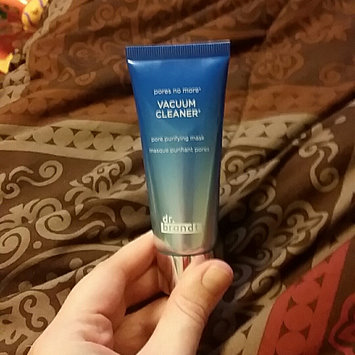 pores no more®
VACUUM
CLEANER®
pore purifying mask
masque purifiant pores
dr.
brandt